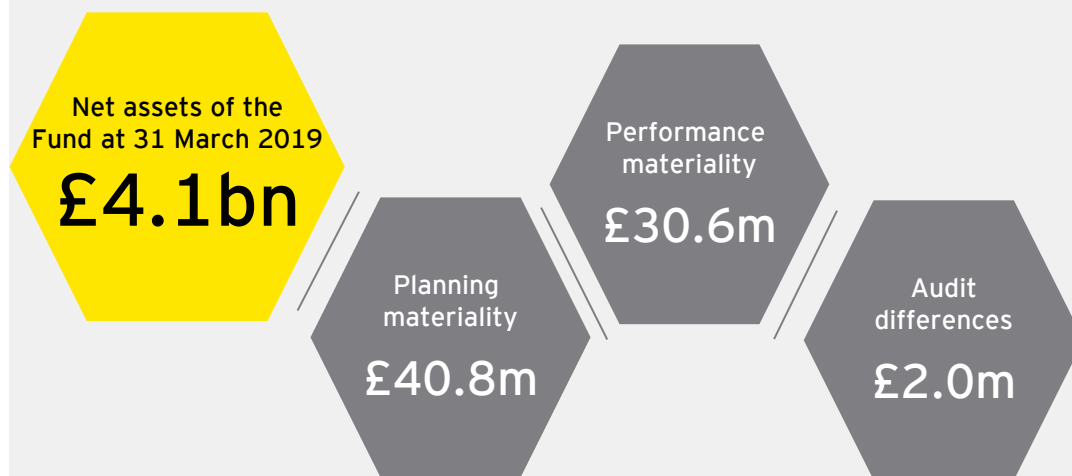 Net assets of the
Fund at 31 March 2019
£4.1bn
Planning
materiality
£40.8m
Performance
materiality
£30.6m
Audit
differences
£2.0m